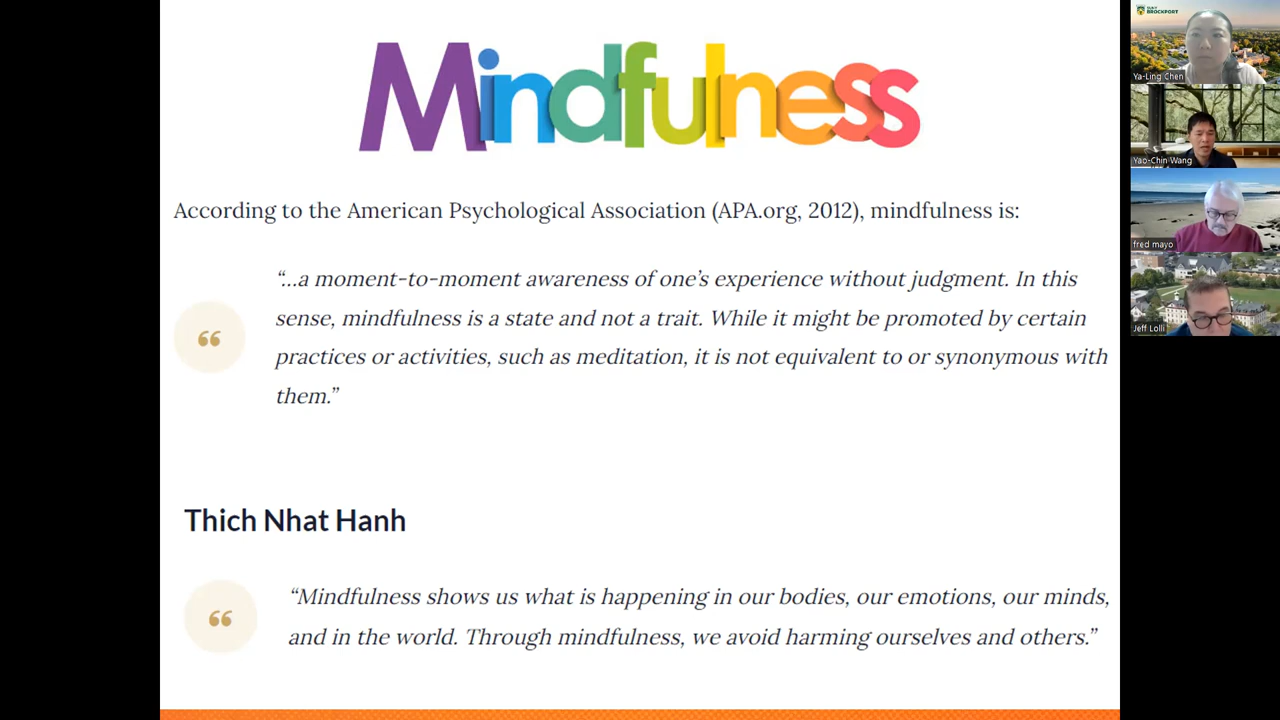 Mindfulness
According to the American Psychological Association (APA.org, 2012), mindfulness is:
“...a moment-to-moment awareness of one’s experience without judgment. In this
sense, mindfulness is a state and not a trait. While it might be promoted by certain
practices or activities, such as meditation, it is not equivalent to or synonymous with
them.”
Thich Nhat Hanh
“Mindfulness shows us what is happening in our bodies, our emotions, our minds,
and in the world. Through mindfulness, we avoid harming ourselves and others.”
SUNY
BROCKPORT
Ya-Ling Chen
Yao-Chin Wang
fred mayo
Jeff Lolli